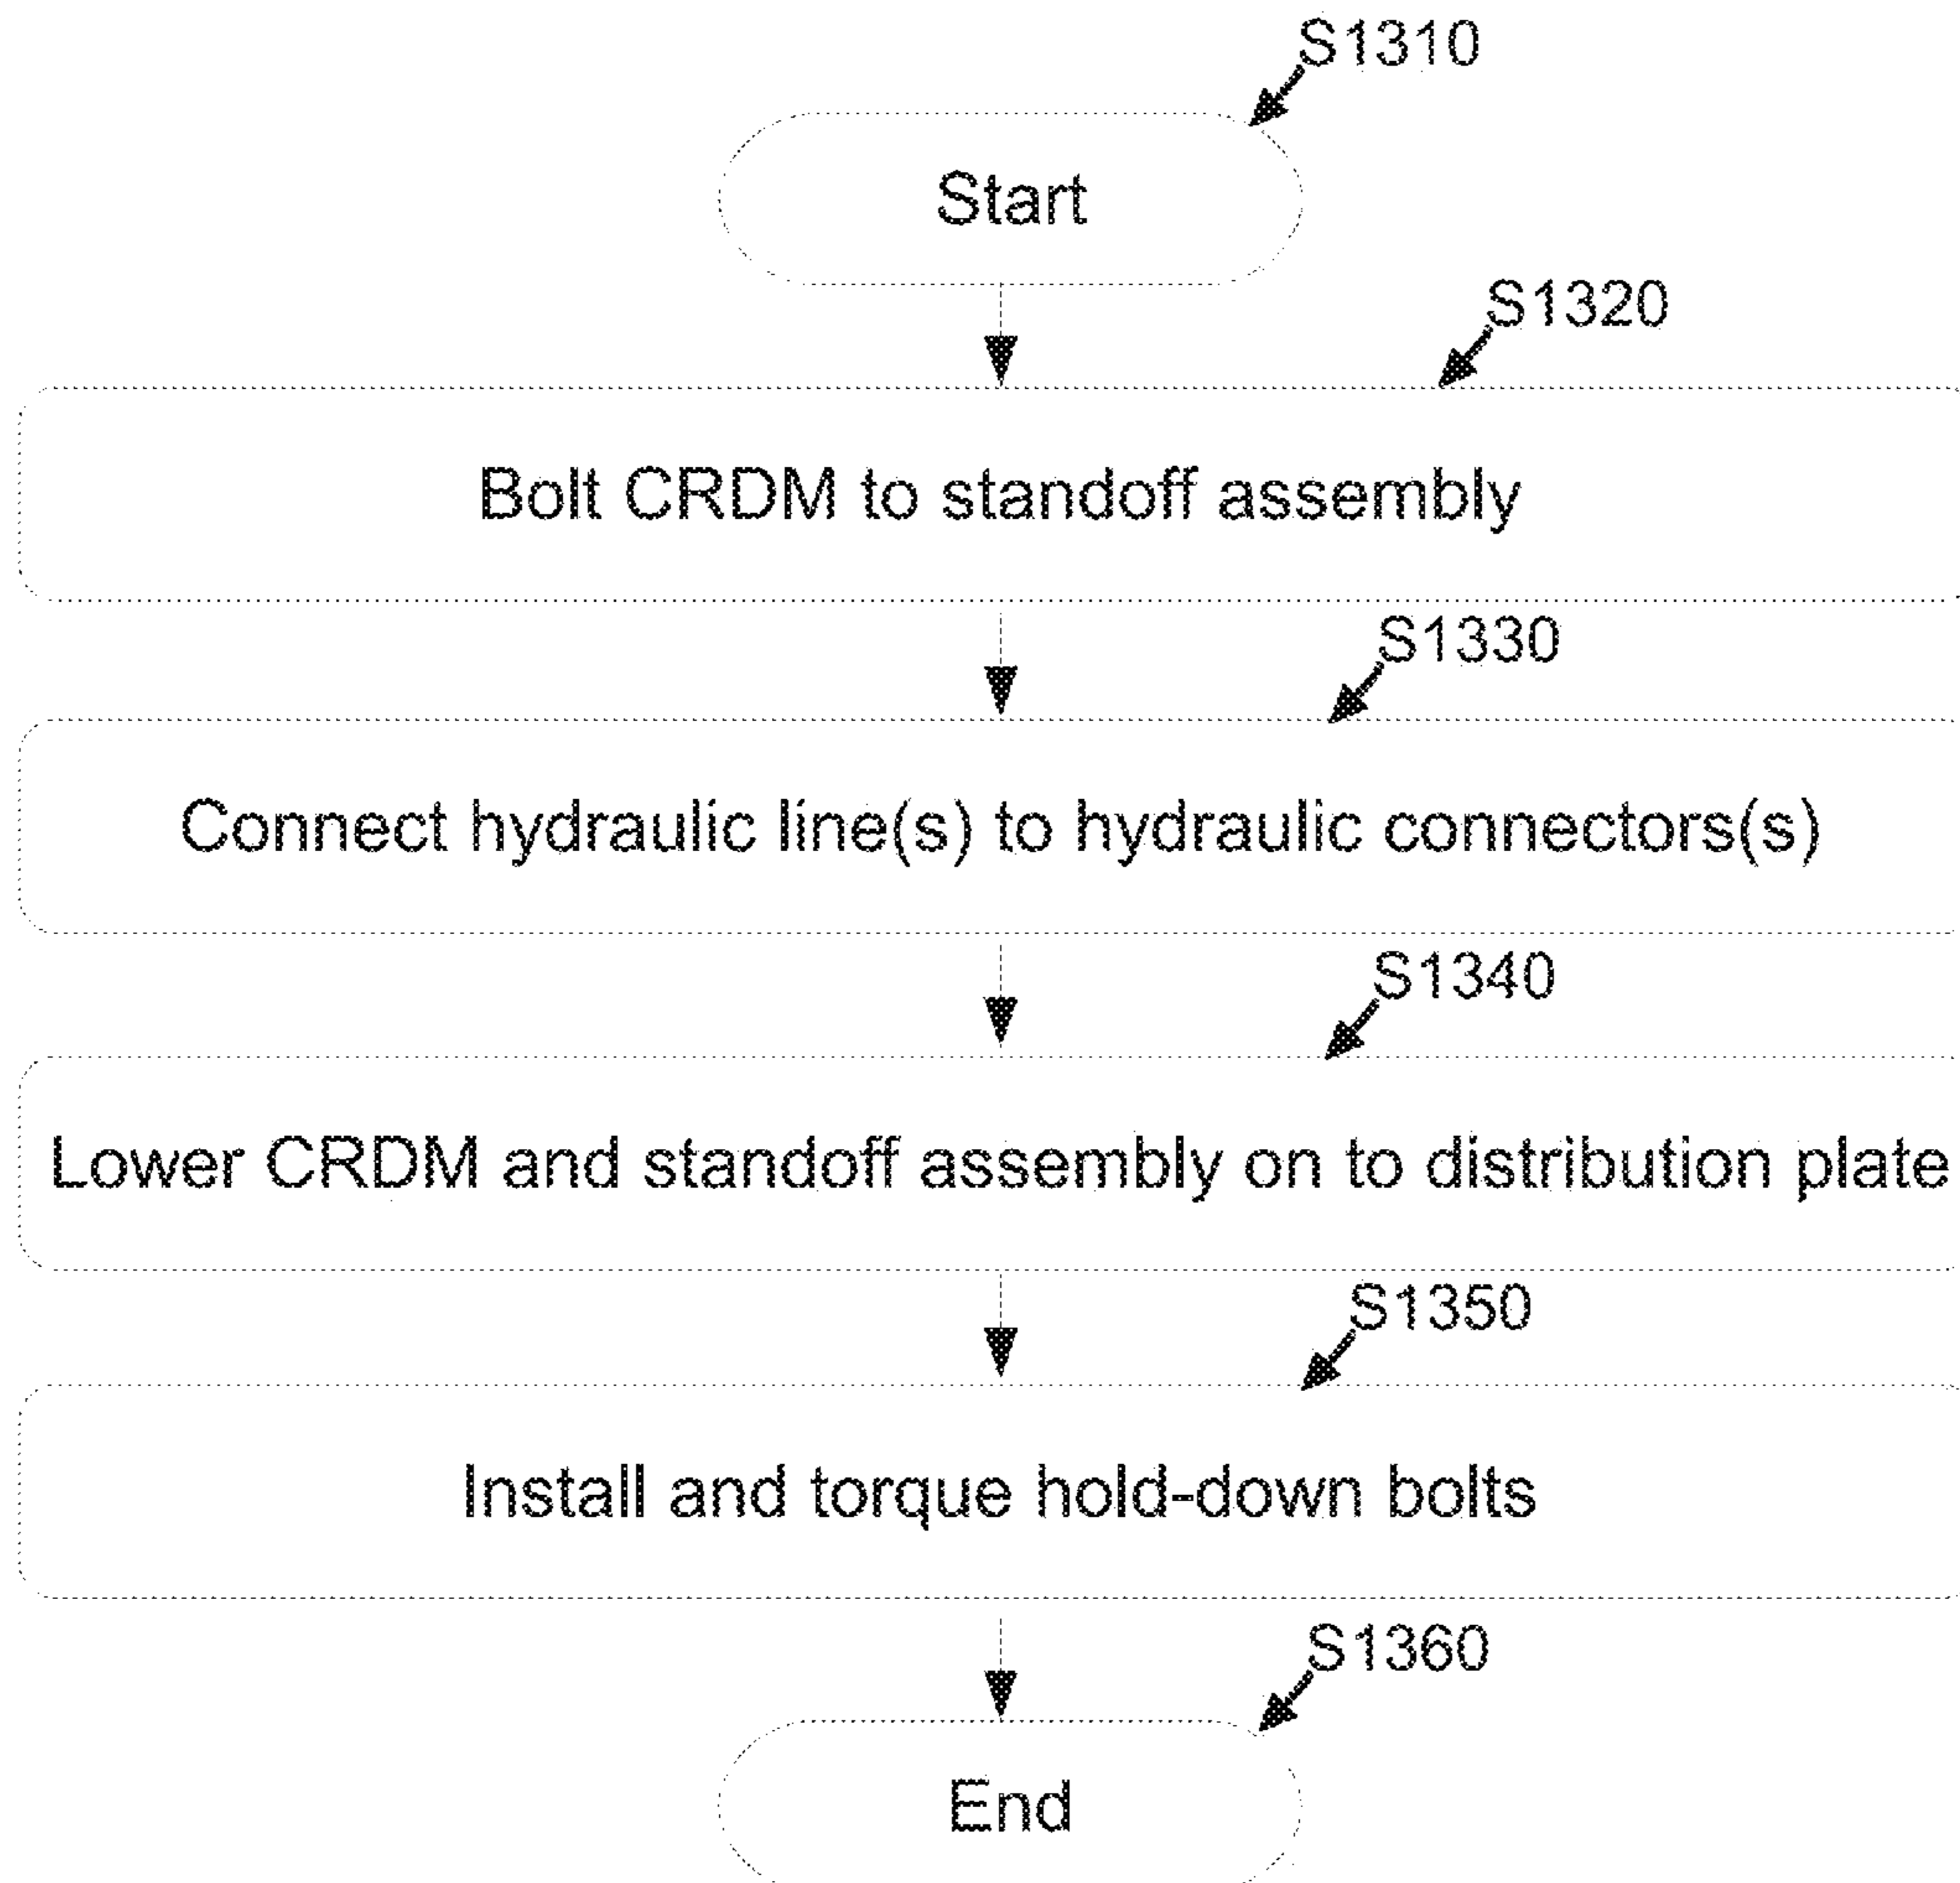 S1310
Start
S1320
Bolt CRDM to standoff assembly
S1330
Connect hydraulic line(s) to hydraulic connectors(s)
S1340
Lower CRDM and standoff assembly on to distribution plate
S1350
Install and torque hold-down bolts
S1360
End